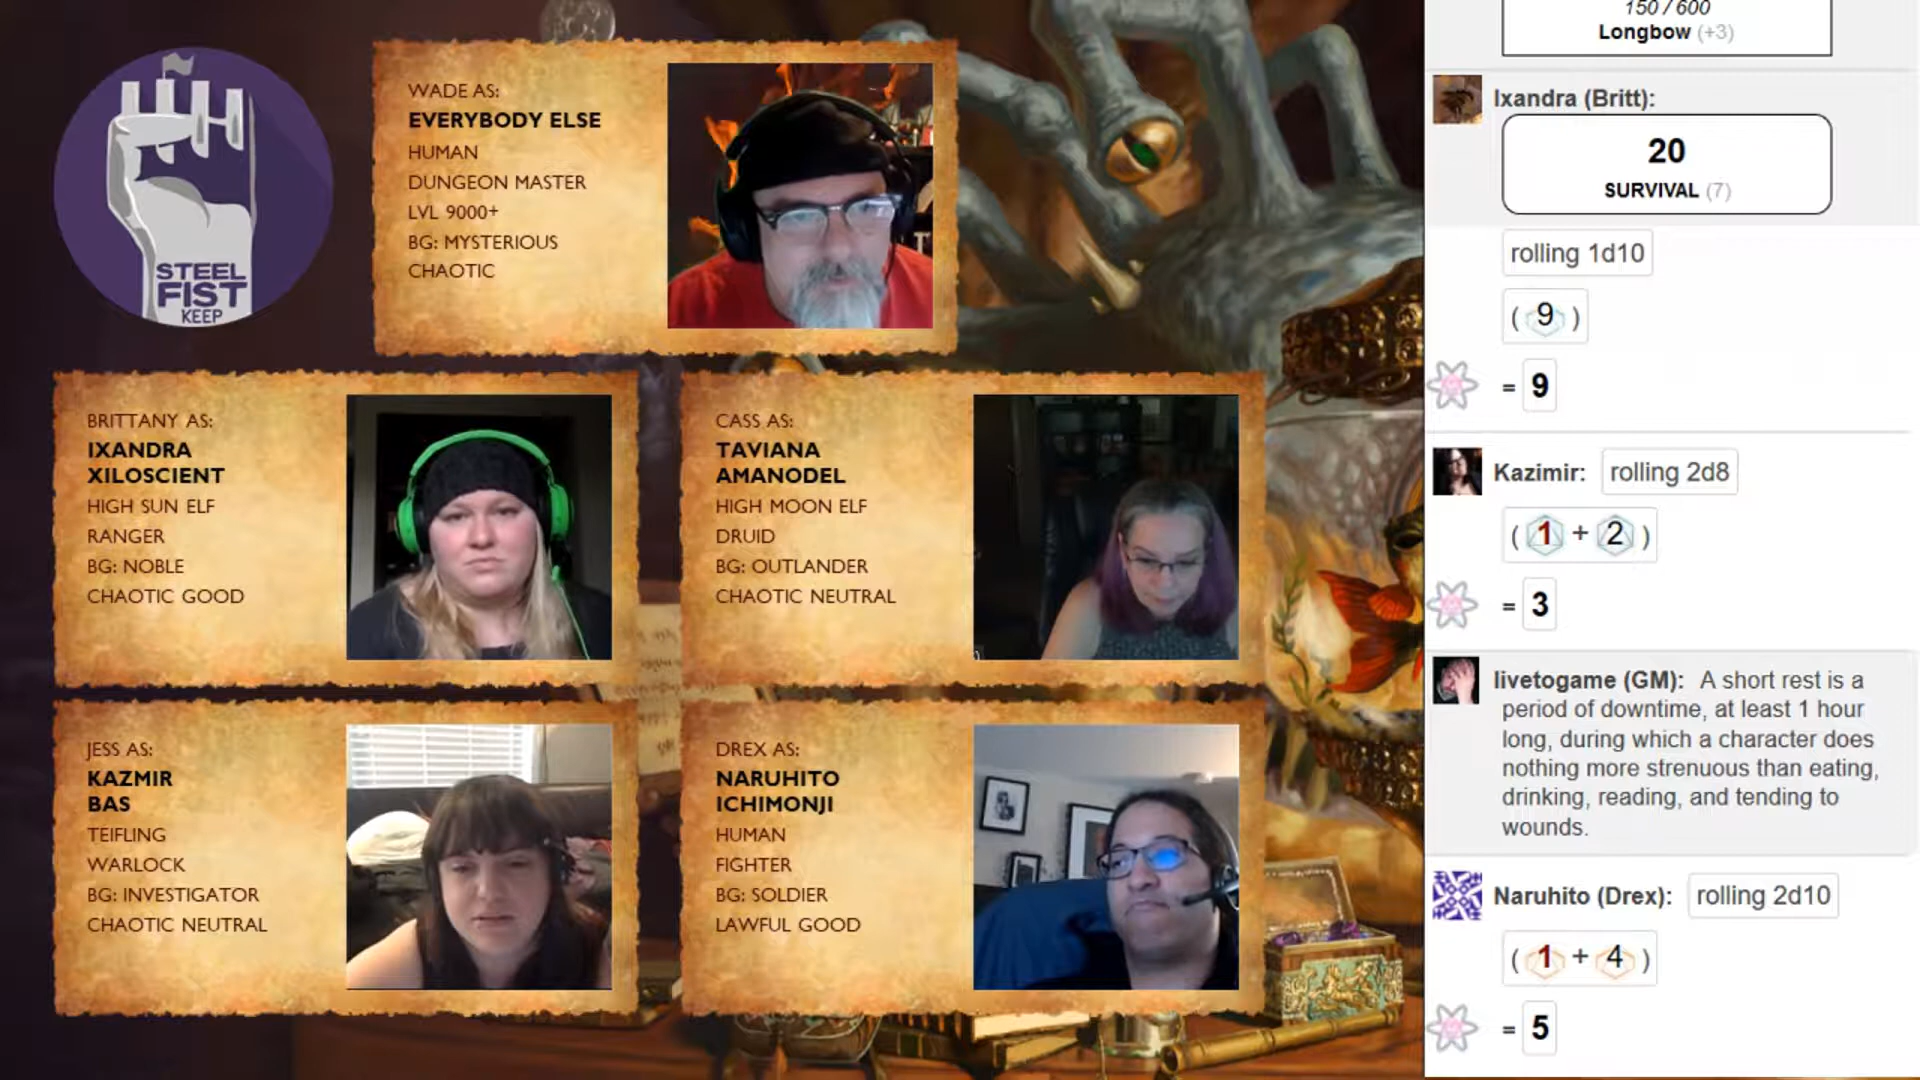 STEEL
FIST
KEEP
WADE AS:
EVERYBODY ELSE
HUMAN
DUNGEON MASTER
LVL 9000+
BG: MYSTERIOUS
CHAOTIC
BRITTANY AS:
IXANDRA
XILOSCIENT
HIGH SUN ELF
RANGER
BG: NOBLE
CHAOTIC GOOD
CASS AS:
TAVIANA
AMANODEL
HIGH MOON ELF
DRUID
BG: OUTLANDER
CHAOTIC NEUTRAL
JESS AS:
KAZMIR
BAS
TEIFLING
WARLOCK
BG: INVESTIGATOR
CHAOTIC NEUTRAL
DREX AS:
NARUHITO
ICHIMONJI
HUMAN
FIGHTER
BG: SOLDIER
LAWFUL GOOD
150 / 600
Longbow (+3)
Ixandra (Britt):
20
SURVIVAL (7)
rolling 1d10
( 9 )
= 9
Kazimir: rolling 2d8
( 1 + 2 )
= 3
livetogame (GM): A short rest is a
period of downtime, at least 1 hour
long, during which a character does
nothing more strenuous than eating,
drinking, reading, and tending to
wounds.
Naruhito (Drex): rolling 2d10
( 1 + 4 )
= 5